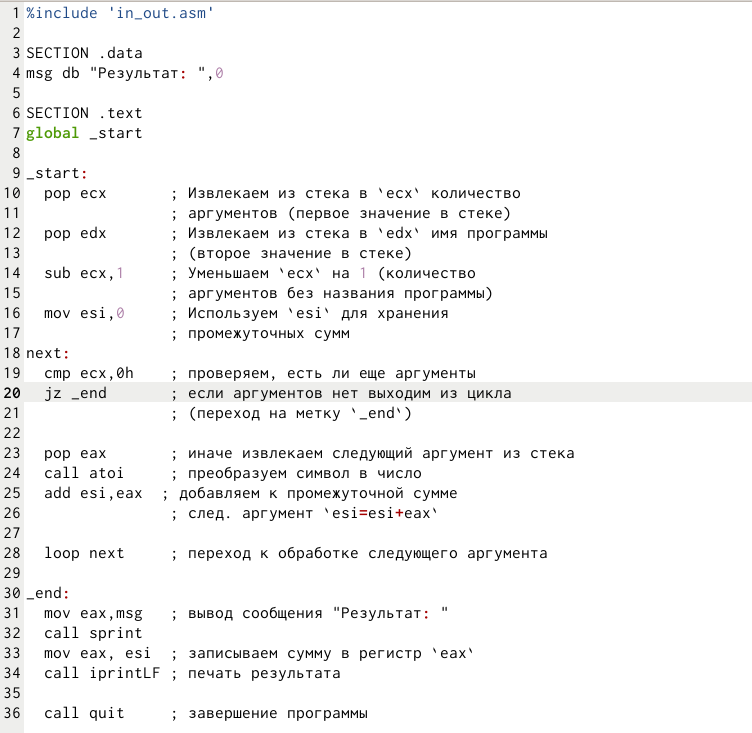 1 %include 'in_out.asm'
2
3 SECTION .data
4 msg db "Результат: ",0
5
6 SECTION .text
7 global _start
8
9 _start:
10   pop ecx       ; Извлекаем из стека в `ecx` количество
11                 ; аргументов (первое значение в стеке)
12   pop edx       ; Извлекаем из стека в `edx` имя программы
13                 ; (второе значение в стеке)
14   sub ecx,1     ; Уменьшаем `ecx` на 1 (количество
15                 ; аргументов без названия программы)
16   mov esi,0     ; Используем `esi` для хранения
17                 ; промежуточных сумм
18 next:
19   cmp ecx,0h    ; проверяем, есть ли еще аргументы
20   jz _end       ; если аргументов нет выходим из цикла
21                 ; (переход на метку `_end`)
22
23   pop eax       ; иначе извлекаем следующий аргумент из стека
24   call atoi     ; преобразуем символ в число
25   add esi,eax  ; добавляем к промежуточной сумме
26                 ; след. аргумент `esi=esi+eax`
27
28   loop next     ; переход к обработке следующего аргумента
29
30 _end:
31   mov eax,msg   ; вывод сообщения "Результат: "
32   call sprint
33   mov eax, esi  ; записываем сумму в регистр `eax`
34   call iprintLF ; печать результата
35
36   call quit     ; завершение программы